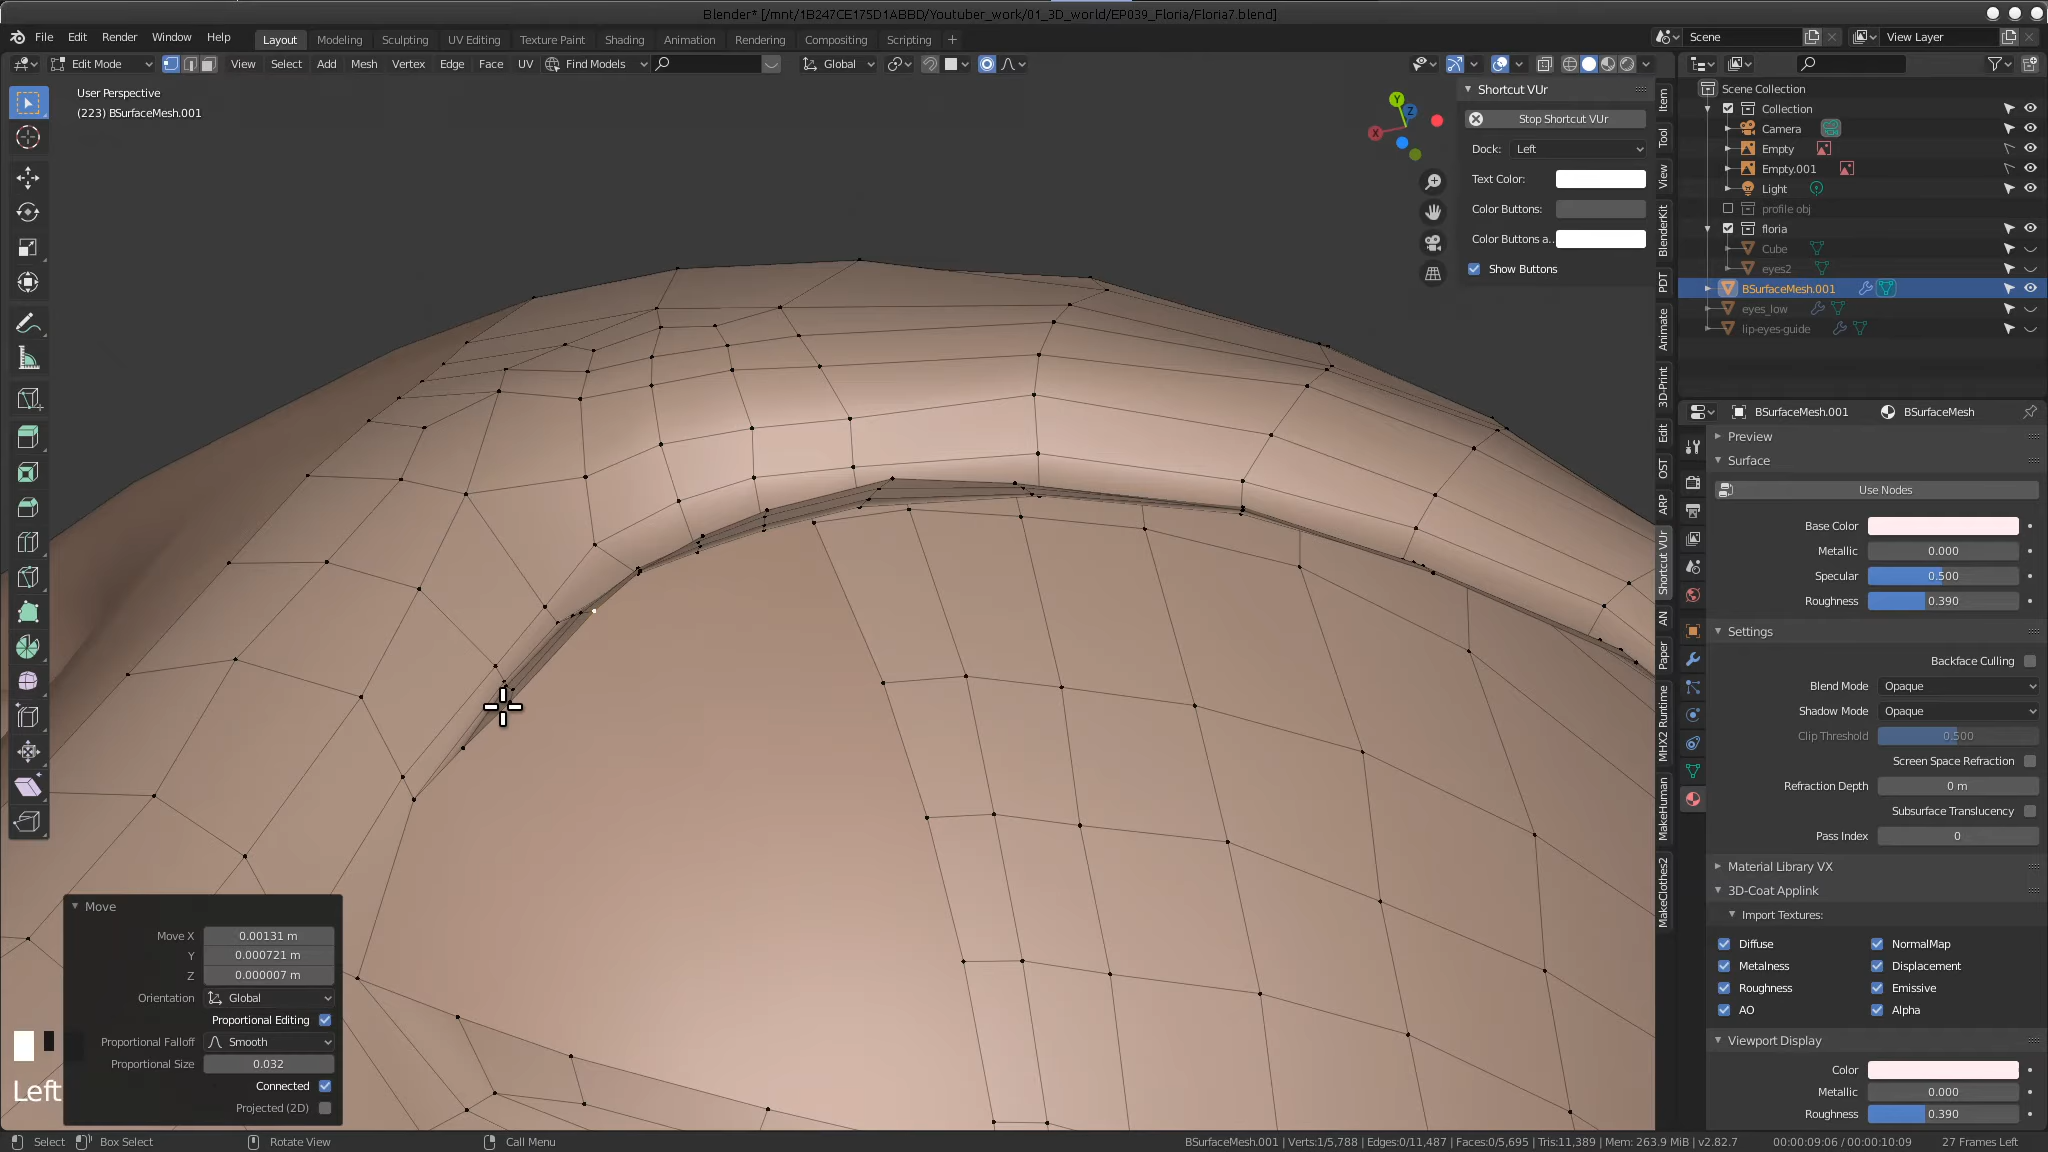 Blender* [/mnt/1B247CE175D1ABBD/Youtuber_work/01_3D_world/EP039_Floria/Floria7.blend]
File Edit Render Window Help Layout Modeling Sculpting UV Editing Texture Paint Shading Animation Rendering Compositing Scripting + Scene View Layer
Edit Mode View Select Add Mesh Vertex Edge Face UV Find Models Global
User Perspective
(223) BSurfaceMesh.001
Shortcut VUr
Stop Shortcut VUr
Dock: Left
Text Color:
Color Buttons:
Color Buttons a..
Show Buttons
Item
Tool
View
BlenderKit
PDT
Animate
3D-Print
Edit
OST
ARP
Shortcut VUr
AN
Paper
MHX2 Runtime
MakeHuman
MakeClothes2
Y
Z
X
Scene Collection
Collection
Camera
Empty
Empty.001
Light
profile obj
floria
Cube
eyes2
BSurfaceMesh.001
eyes_low
lip-eyes-guide
BSurfaceMesh.001 BSurfaceMesh
Preview
Surface
Use Nodes
Base Color
Metallic 0.000
Specular 0.500
Roughness 0.390
Settings
Backface Culling
Blend Mode Opaque
Shadow Mode Opaque
Clip Threshold 0.500
Screen Space Refraction
Refraction Depth 0 m
Subsurface Translucency
Pass Index 0
Material Library VX
3D-Coat Applink
Import Textures:
Diffuse NormalMap
Metalness Displacement
Roughness Emissive
AO Alpha
Viewport Display
Color
Metallic 0.000
Roughness 0.390
Move
Move X 0.00131 m
Y 0.000721 m
Z 0.000007 m
Orientation Global
Proportional Editing
Proportional Falloff Smooth
Proportional Size 0.032
Connected
Projected (2D)
Left
Select Box Select Rotate View Call Menu BSurfaceMesh.001 | Verts:1/5,788 | Edges:0/11,487 | Faces:0/5,695 | Tris:11,389 | Mem: 263.9 MiB | v2.82.7 00:00:09:06 / 00:00:10:09 27 Frames Left